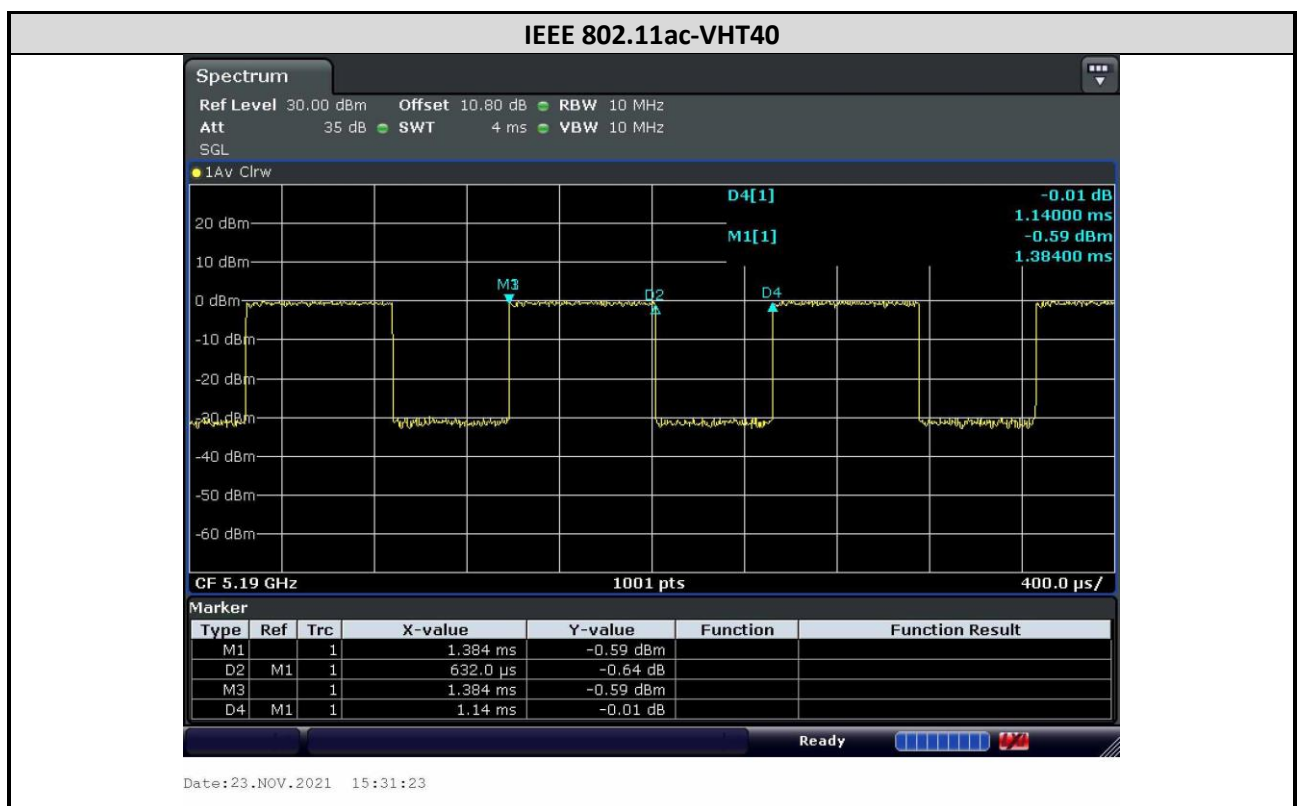 IEEE 802.11ac-VHT40
Spectrum
Ref Level 30.00 dBm Offset 10.80 dB RBW 10 MHz
Att 35 dB SWT 4 ms VBW 10 MHz
SGL
1Av Clrw
D4[1] -0.01 dB
1.14000 ms
M1[1] -0.59 dBm
1.38400 ms
20 dBm
10 dBm
D2
D4
0 dBm
-10 dBm
-20 dBm
-30 dBm
-40 dBm
-50 dBm
-60 dBm
CF 5.19 GHz 1001 pts 400.0 µs/
Marker
Type Ref Trc X-value Y-value Function Function Result
M1 1 1.384 ms -0.59 dBm
D2 M1 1 632.0 µs -0.64 dB
M3 1 1.384 ms -0.59 dBm
D4 M1 1 1.14 ms -0.01 dB
Ready
Date:23.NOV.2021 15:31:23